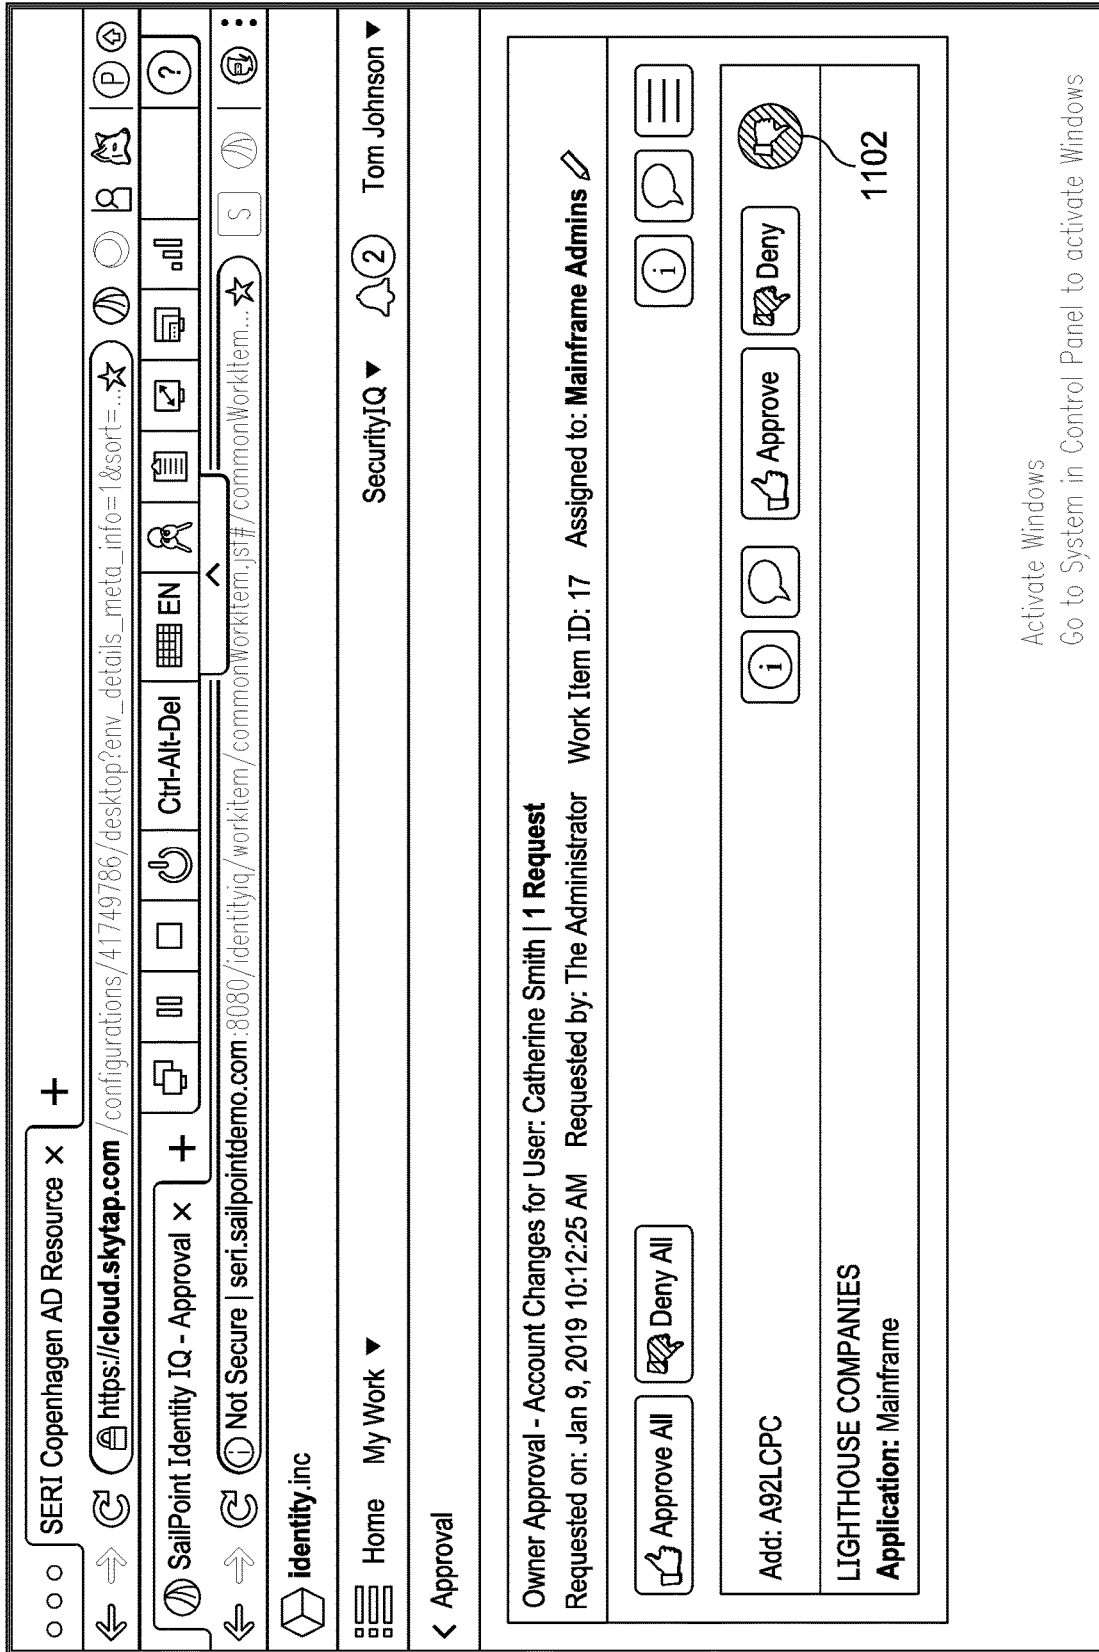 SERI Copenhagen AD Resource × +
https://cloud.skytap.com/configurations/41749786/desktop?env_details_meta_info=1&sort=... P
SailPoint Identity IQ - Approval × + Ctrl-Alt-Del EN ?
Not Secure | seri.sailpointdemo.com:8080/identityiq/workitem/commonWorkItem.jsf#/commonWorkItem... S
identity.inc
Home My Work ▼ SecurityIQ ▼ 2 Tom Johnson ▼
< Approval
Owner Approval - Account Changes for User: Catherine Smith | 1 Request
Requested on: Jan 9, 2019 10:12:25 AM Requested by: The Administrator Work Item ID: 17 Assigned to: Mainframe Admins
Approve All Deny All i
Add: A92LCPC i Approve Deny
1102
LIGHTHOUSE COMPANIES
Application: Mainframe
Activate Windows
Go to System in Control Panel to activate Windows